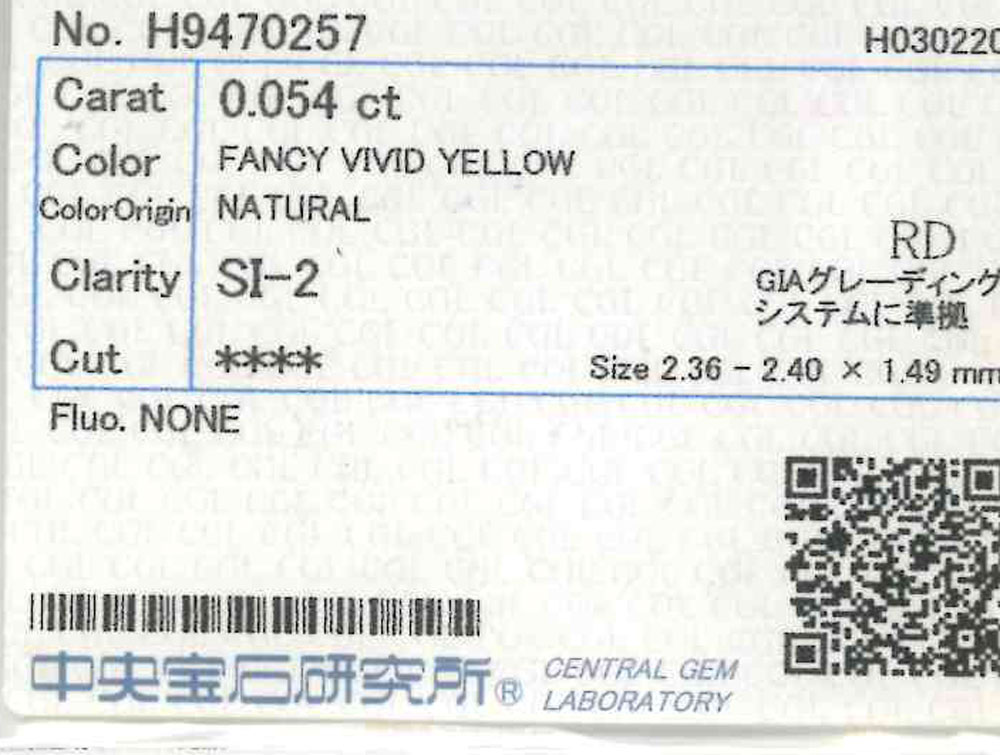 No. H9470257 H030220
Carat 0.054 ct
Color FANCY VIVID YELLOW
ColorOrigin NATURAL
RD
Clarity SI-2
GIAグレーディング
システムに準拠
Cut ****
Size 2.36 - 2.40 × 1.49 mm
Fluo. NONE
中央宝石研究所®
CENTRAL GEM
LABORATORY